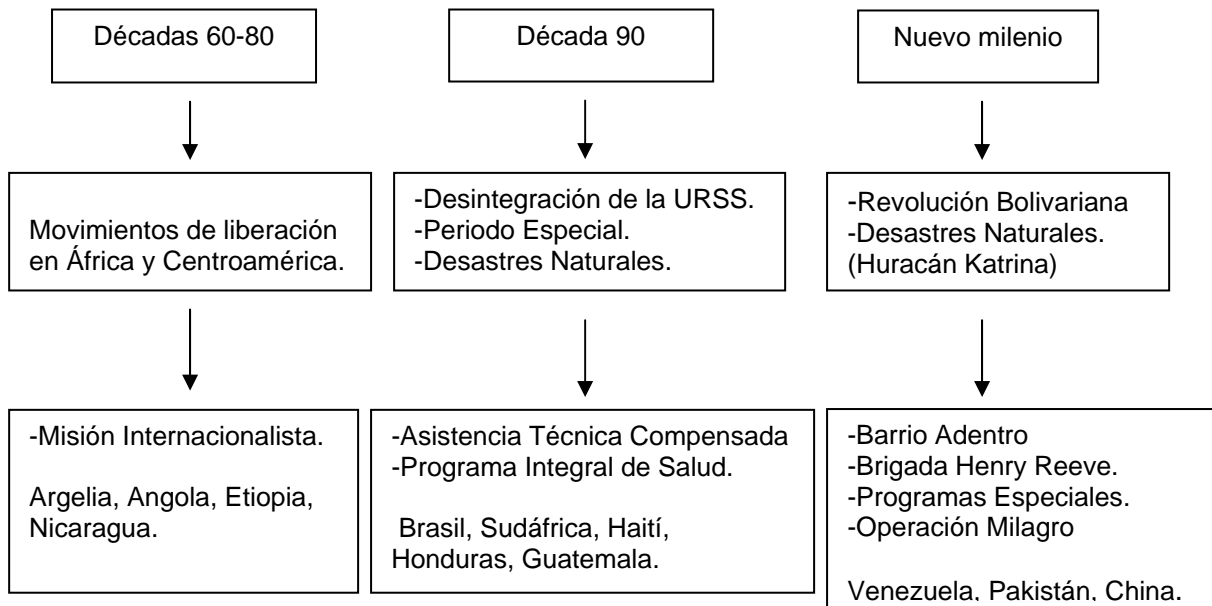 Décadas 60-80
Movimientos de liberación
en África y Centroamérica.
-Misión Internacionalista.
Argelia, Angola, Etiopia,
Nicaragua.
Década 90
-Desintegración de la URSS.
-Periodo Especial.
-Desastres Naturales.
-Asistencia Técnica Compensada
-Programa Integral de Salud.
Brasil, Sudáfrica, Haití,
Honduras, Guatemala.
Nuevo milenio
-Revolución Bolivariana
-Desastres Naturales.
(Huracán Katrina)
-Barrio Adentro
-Brigada Henry Reeve.
-Programas Especiales.
-Operación Milagro
Venezuela, Pakistán, China.